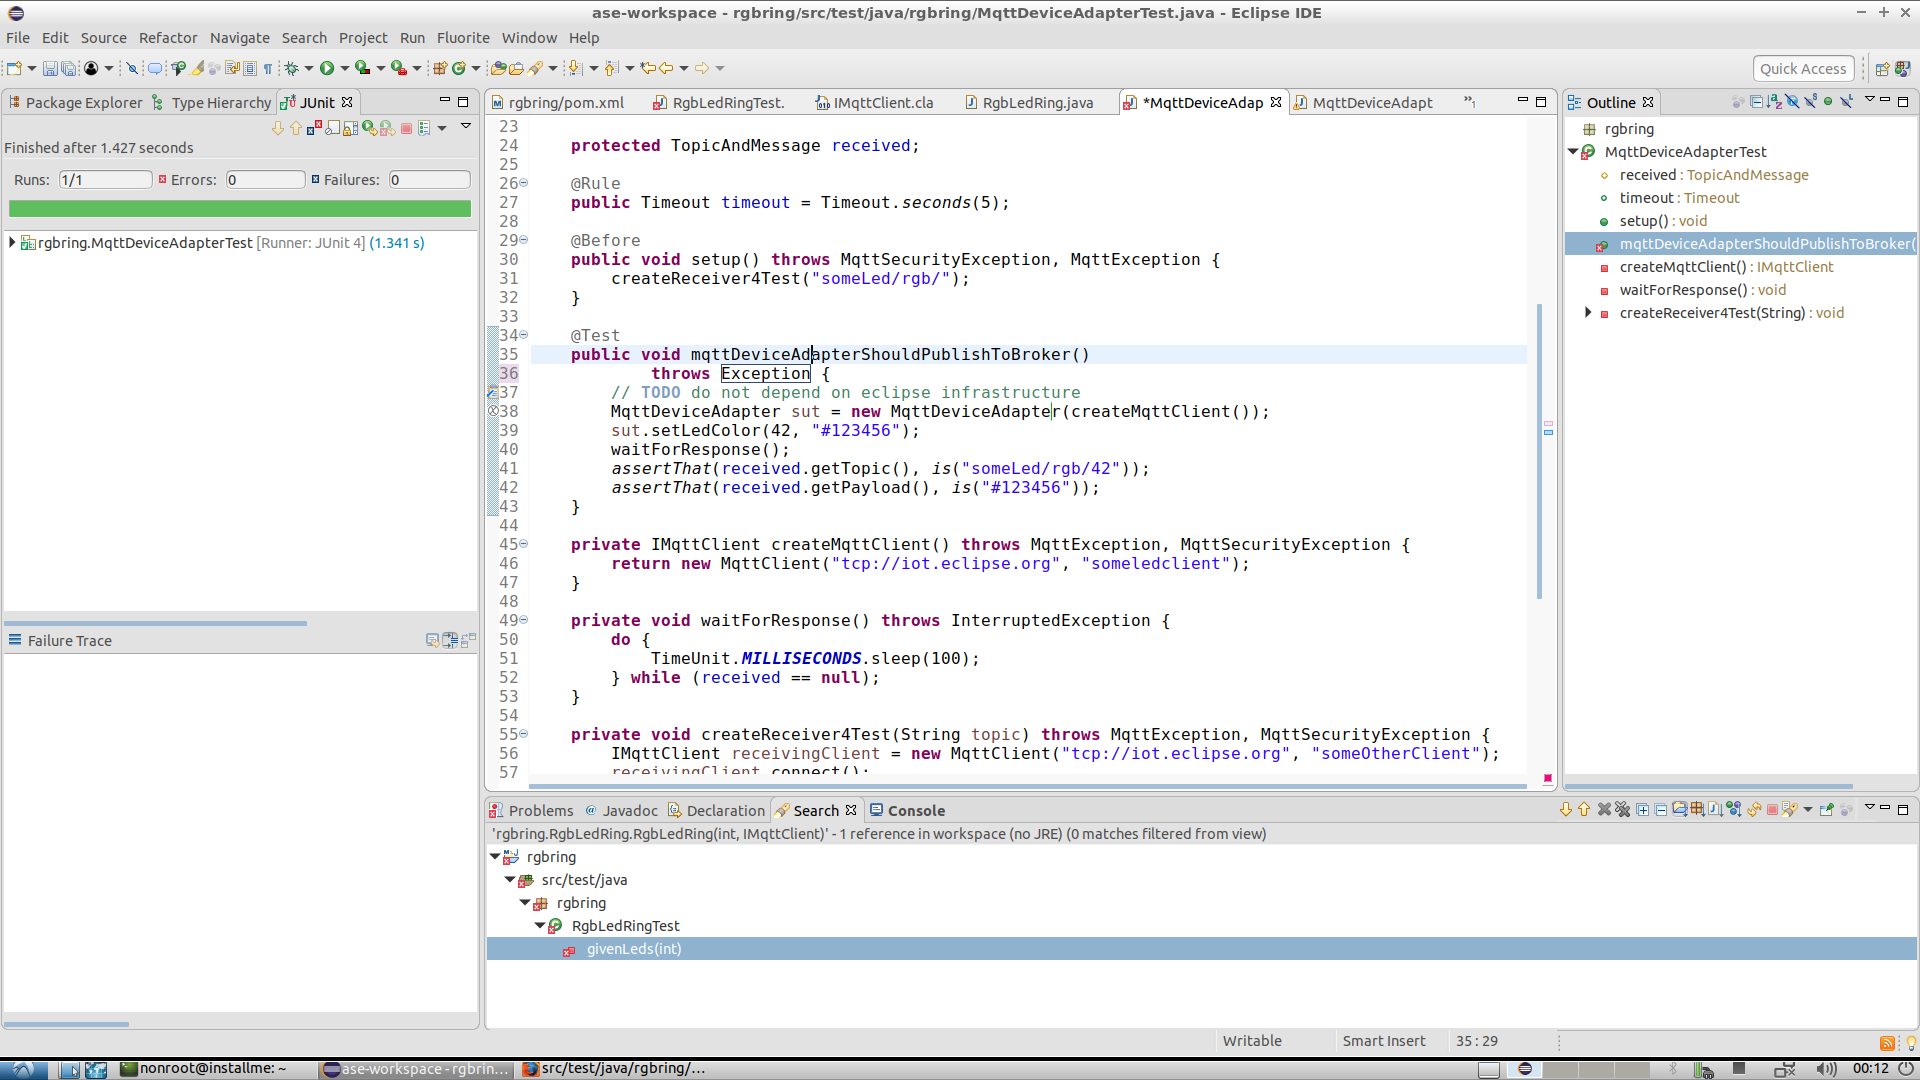 ase-workspace - rgbring/src/test/java/rgbring/MqttDeviceAdapterTest.java - Eclipse IDE
File Edit Source Refactor Navigate Search Project Run Fluorite Window Help
Quick Access
Package Explorer Type Hierarchy JUnit
Finished after 1.427 seconds
Runs: 1/1 Errors: 0 Failures: 0
rgbring.MqttDeviceAdapterTest [Runner: JUnit 4] (1.341 s)
Failure Trace
rgbring/pom.xml RgbLedRingTest. IMqttClient.cla RgbLedRing.java *MqttDeviceAdap MqttDeviceAdapt »1
23
24 protected TopicAndMessage received;
25
26 @Rule
27 public Timeout timeout = Timeout.seconds(5);
28
29 @Before
30 public void setup() throws MqttSecurityException, MqttException {
31 createReceiver4Test("someLed/rgb/");
32 }
33
34 @Test
35 public void mqttDeviceAdapterShouldPublishToBroker()
36 throws Exception {
37 // TODO do not depend on eclipse infrastructure
38 MqttDeviceAdapter sut = new MqttDeviceAdapter(createMqttClient());
39 sut.setLedColor(42, "#123456");
40 waitForResponse();
41 assertThat(received.getTopic(), is("someLed/rgb/42"));
42 assertThat(received.getPayload(), is("#123456"));
43 }
44
45 private IMqttClient createMqttClient() throws MqttException, MqttSecurityException {
46 return new MqttClient("tcp://iot.eclipse.org", "someledclient");
47 }
48
49 private void waitForResponse() throws InterruptedException {
50 do {
51 TimeUnit.MILLISECONDS.sleep(100);
52 } while (received == null);
53 }
54
55 private void createReceiver4Test(String topic) throws MqttException, MqttSecurityException {
56 IMqttClient receivingClient = new MqttClient("tcp://iot.eclipse.org", "someOtherClient");
57 receivingClient.connect();
Outline
rgbring
MqttDeviceAdapterTest
received : TopicAndMessage
timeout : Timeout
setup() : void
mqttDeviceAdapterShouldPublishToBroker(
createMqttClient() : IMqttClient
waitForResponse() : void
createReceiver4Test(String) : void
Problems Javadoc Declaration Search Console
'rgbring.RgbLedRing.RgbLedRing(int, IMqttClient)' - 1 reference in workspace (no JRE) (0 matches filtered from view)
rgbring
src/test/java
rgbring
RgbLedRingTest
givenLeds(int)
Writable Smart Insert 35 : 29
nonroot@installme: ~ ase-workspace - rgbrin... src/test/java/rgbring/... 00:12